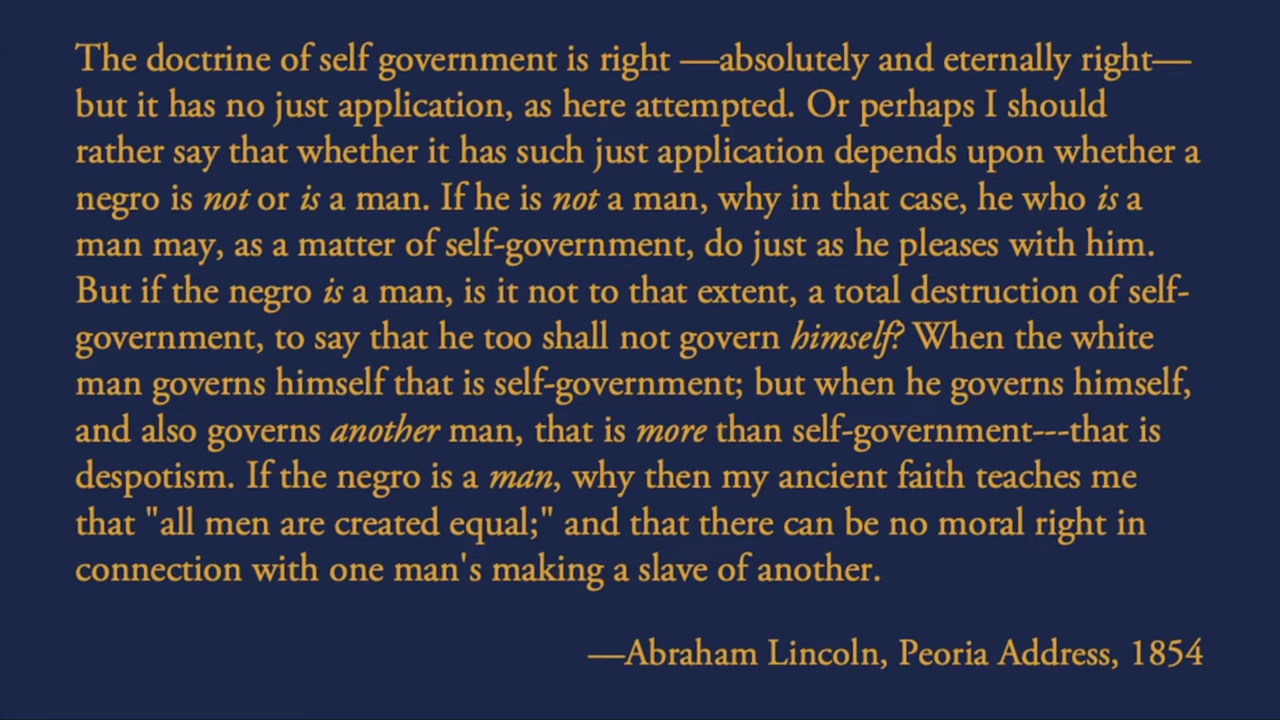 The doctrine of self government is right —absolutely and eternally right—
but it has no just application, as here attempted. Or perhaps I should
rather say that whether it has such just application depends upon whether a
negro is not or is a man. If he is not a man, why in that case, he who is a
man may, as a matter of self-government, do just as he pleases with him.
But if the negro is a man, is it not to that extent, a total destruction of self-
government, to say that he too shall not govern himself? When the white
man governs himself that is self-government; but when he governs himself,
and also governs another man, that is more than self-government---that is
despotism. If the negro is a man, why then my ancient faith teaches me
that "all men are created equal;" and that there can be no moral right in
connection with one man's making a slave of another.
—Abraham Lincoln, Peoria Address, 1854